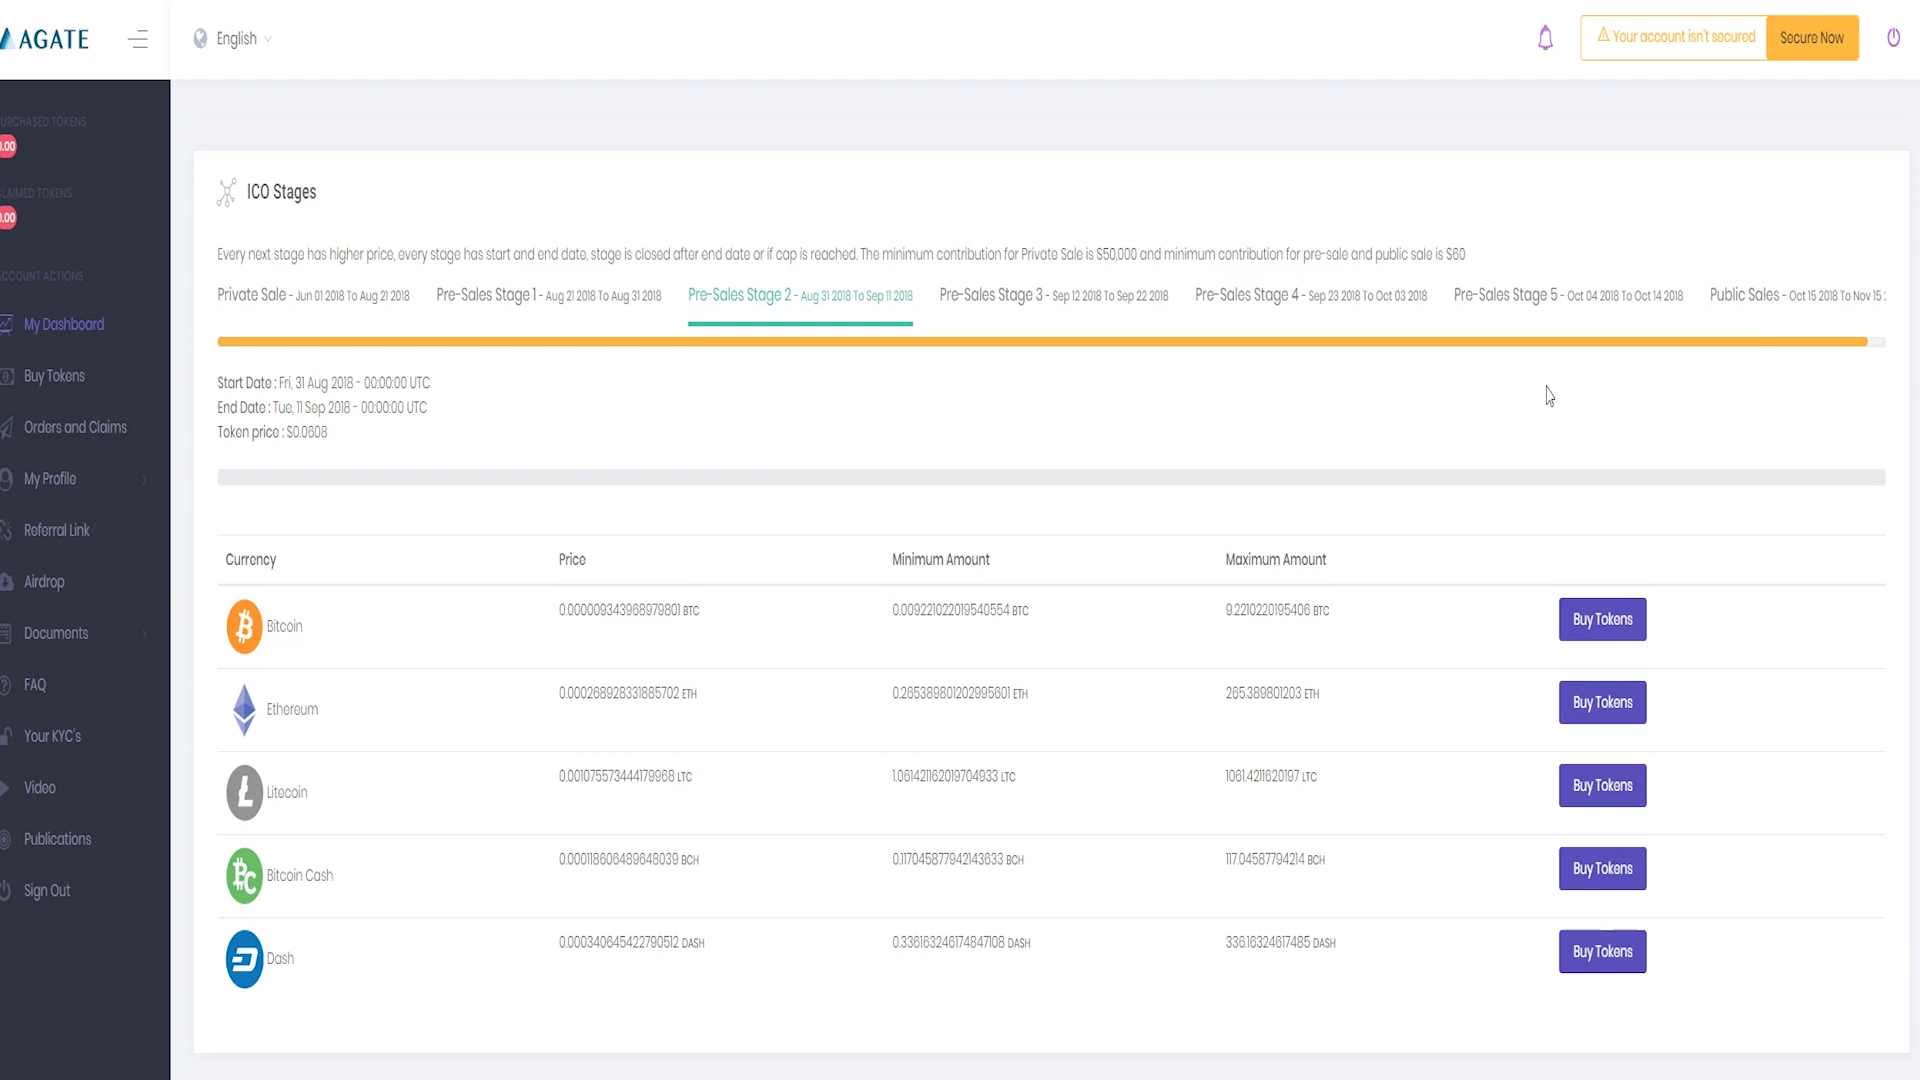 AGATE
English
Your account isn't secured
Secure Now
URCHASED TOKENS
0.00
LAIMED TOKENS
0.00
CCOUNT ACTIONS
My Dashboard
Buy Tokens
Orders and Claims
My Profile
Referral Link
Airdrop
Documents
FAQ
Your KYC's
Video
Publications
Sign Out
ICO Stages
Every next stage has higher price, every stage has start and end date, stage is closed after end date or if cap is reached. The minimum contribution for Private Sale is $50,000 and minimum contribution for pre-sale and public sale is $60
Private Sale - Jun 01 2018 To Aug 21 2018
Pre-Sales Stage 1 - Aug 21 2018 To Aug 31 2018
Pre-Sales Stage 2 - Aug 31 2018 To Sep 11 2018
Pre-Sales Stage 3 - Sep 12 2018 To Sep 22 2018
Pre-Sales Stage 4 - Sep 23 2018 To Oct 03 2018
Pre-Sales Stage 5 - Oct 04 2018 To Oct 14 2018
Public Sales - Oct 15 2018 To Nov 15
Start Date : Fri, 31 Aug 2018 - 00:00:00 UTC
End Date : Tue, 11 Sep 2018 - 00:00:00 UTC
Token price : $0.0608
Currency Price Minimum Amount Maximum Amount
Bitcoin 0.000009343968979801 BTC 0.009221022019540554 BTC 9.2210220195406 BTC Buy Tokens
Ethereum 0.000268928331885702 ETH 0.265389801202995601 ETH 265.389801203 ETH Buy Tokens
Litecoin 0.001075573444179968 LTC 1.061421162019704933 LTC 1061.4211620197 LTC Buy Tokens
Bitcoin Cash 0.000118606489648039 BCH 0.117045877942143633 BCH 117.04587794214 BCH Buy Tokens
Dash 0.000340645422790512 DASH 0.336163246174847108 DASH 336.16324617485 DASH Buy Tokens